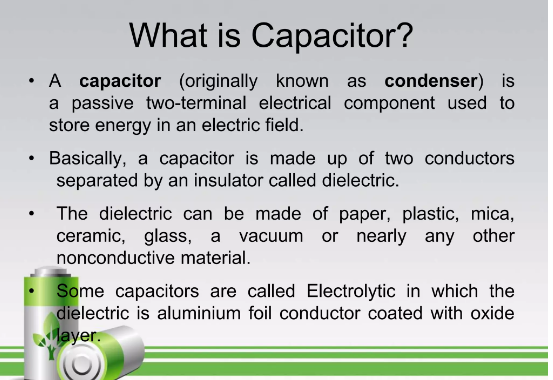 What is Capacitor?
• A capacitor (originally known as condenser) is
a passive two-terminal electrical component used to
store energy in an electric field.
• Basically, a capacitor is made up of two conductors
separated by an insulator called dielectric.
• The dielectric can be made of paper, plastic, mica,
ceramic, glass, a vacuum or nearly any other
nonconductive material.
• Some capacitors are called Electrolytic in which the
dielectric is aluminium foil conductor coated with oxide
layer.